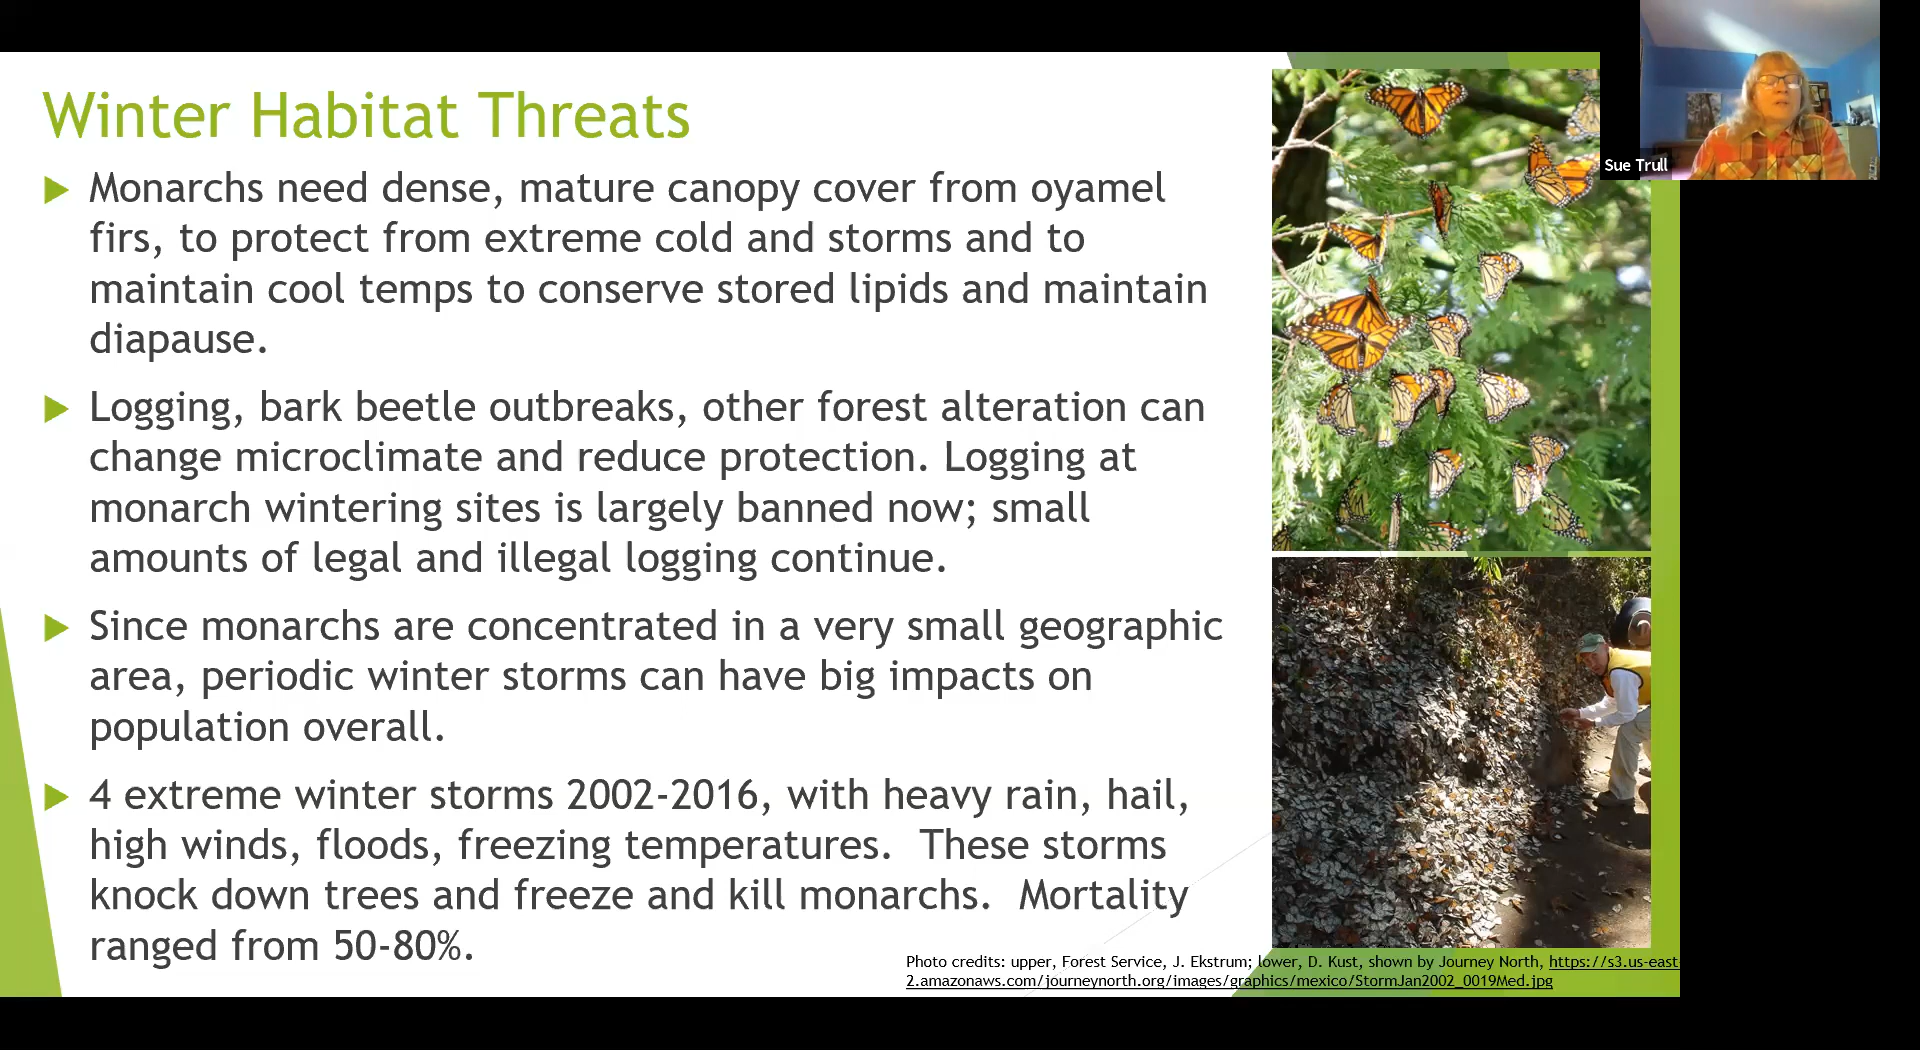 Winter Habitat Threats
Monarchs need dense, mature canopy cover from oyamel
firs, to protect from extreme cold and storms and to
maintain cool temps to conserve stored lipids and maintain
diapause.
Logging, bark beetle outbreaks, other forest alteration can
change microclimate and reduce protection. Logging at
monarch wintering sites is largely banned now; small
amounts of legal and illegal logging continue.
Since monarchs are concentrated in a very small geographic
area, periodic winter storms can have big impacts on
population overall.
4 extreme winter storms 2002-2016, with heavy rain, hail,
high winds, floods, freezing temperatures.  These storms
knock down trees and freeze and kill monarchs.  Mortality
ranged from 50-80%.
Photo credits: upper, Forest Service, J. Ekstrum; lower, D. Kust, shown by Journey North, https://s3.us-east-
2.amazonaws.com/journeynorth.org/images/graphics/mexico/StormJan2002_0019Med.jpg
Sue Trull